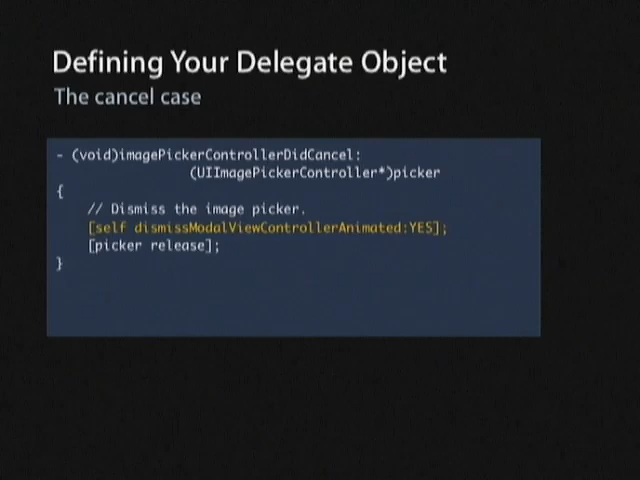 Defining Your Delegate Object
The cancel case
- (void)imagePickerControllerDidCancel:
(UIImagePickerController*)picker
{
// Dismiss the image picker.
[self dismissModalViewControllerAnimated:YES];
[picker release];
}